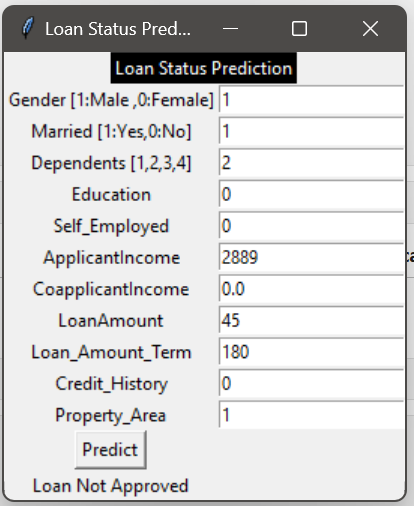 Loan Status Pred...
Loan Status Prediction
Gender [1:Male ,0:Female] 1
Married [1:Yes,0:No] 1
Dependents [1,2,3,4] 2
Education 0
Self_Employed 0
ApplicantIncome 2889
CoapplicantIncome 0.0
LoanAmount 45
Loan_Amount_Term 180
Credit_History 0
Property_Area 1
Predict
Loan Not Approved